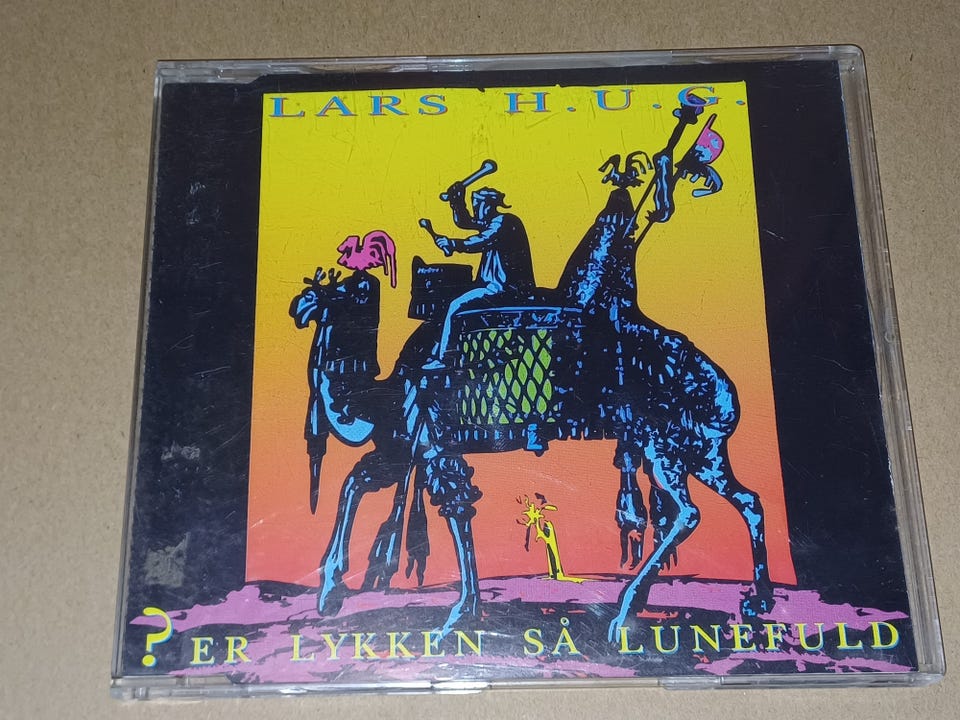 LARS H.U.G.
? ER LYKKEN SÅ LUNEFULD